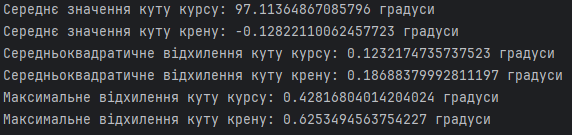 Середнє значення куту курсу: 97.11364867085796 градуси
Середнє значення куту крену: -0.12822110062457723 градуси
Середньоквадратичне відхилення куту курсу: 0.1232174735737523 градуси
Середньоквадратичне відхилення куту крену: 0.18688379992811197 градуси
Максимальне відхилення куту курсу: 0.42816804014204024 градуси
Максимальне відхилення куту крену: 0.6253494563754227 градуси